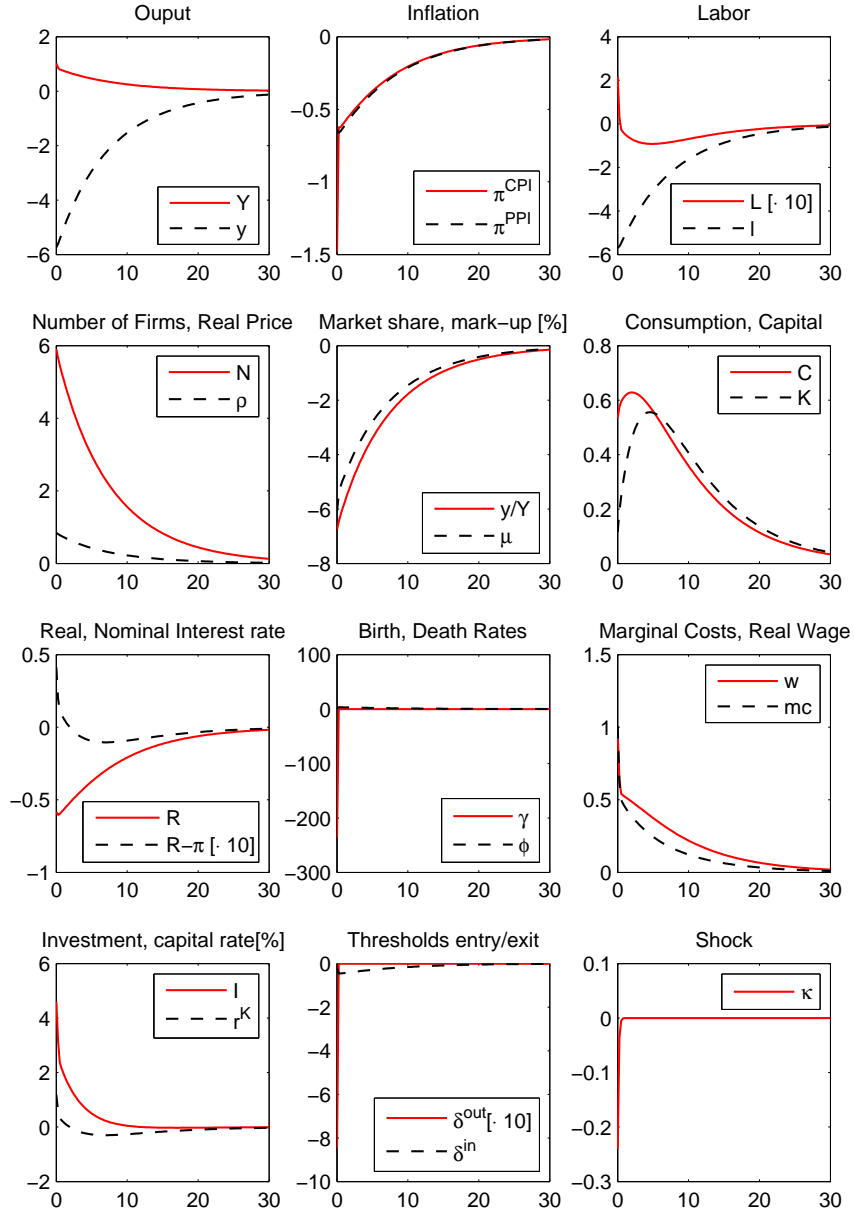 Ouput
2
0
−2
−4
−6
0 10 20 30
Y
y
Inflation
0
−0.5
−1
−1.5
0 10 20 30
π^CPI
π^PPI
Labor
4
2
0
−2
−4
−6
0 10 20 30
L [· 10]
l
Number of Firms, Real Price
6
4
2
0
0 10 20 30
N
ρ
Market share, mark−up [%]
0
−2
−4
−6
−8
0 10 20 30
y/Y
μ
Consumption, Capital
0.8
0.6
0.4
0.2
0
0 10 20 30
C
K
Real, Nominal Interest rate
0.5
0
−0.5
−1
0 10 20 30
R
R−π [· 10]
Birth, Death Rates
100
0
−100
−200
−300
0 10 20 30
γ
ϕ
Marginal Costs, Real Wage
1.5
1
0.5
0
0 10 20 30
w
mc
Investment, capital rate[%]
6
4
2
0
−2
0 10 20 30
I
r^K
Thresholds entry/exit
0
−2
−4
−6
−8
−10
0 10 20 30
δ^out [· 10]
δ^in
Shock
0.1
0
−0.1
−0.2
−0.3
0 10 20 30
κ